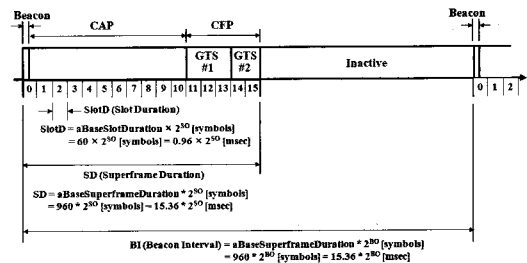 Beacon CAP CFP Beacon
GTS #1 GTS #2 Inactive
0 1 2 3 4 5 6 7 8 9 10 11 12 13 14 15 0 1 2
SlotD (Slot Duration)
SlotD = aBaseSlotDuration × 2^SO [symbols]
= 60 × 2^SO [symbols] = 0.96 × 2^SO [msec]
SD (Superframe Duration)
SD = aBaseSuperframeDuration * 2^SO [symbols]
= 960 * 2^SO [symbols] = 15.36 * 2^SO [msec]
BI (Beacon Interval) = aBaseSuperframeDuration * 2^BO [symbols]
= 960 * 2^BO [symbols] = 15.36 * 2^BO [msec]